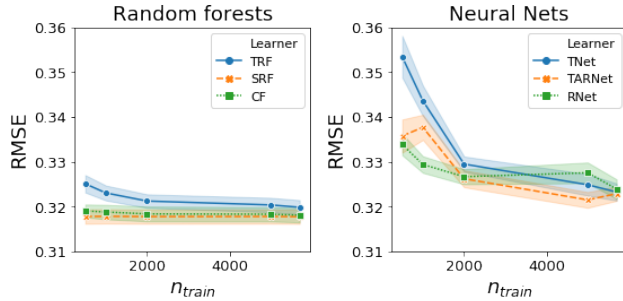 Random forests
RMSE
0.36
0.35
0.34
0.33
0.32
0.31
2000
4000
n_train
Learner
TRF
SRF
CF
Neural Nets
RMSE
0.36
0.35
0.34
0.33
0.32
0.31
2000
4000
n_train
Learner
TNet
TARNet
RNet